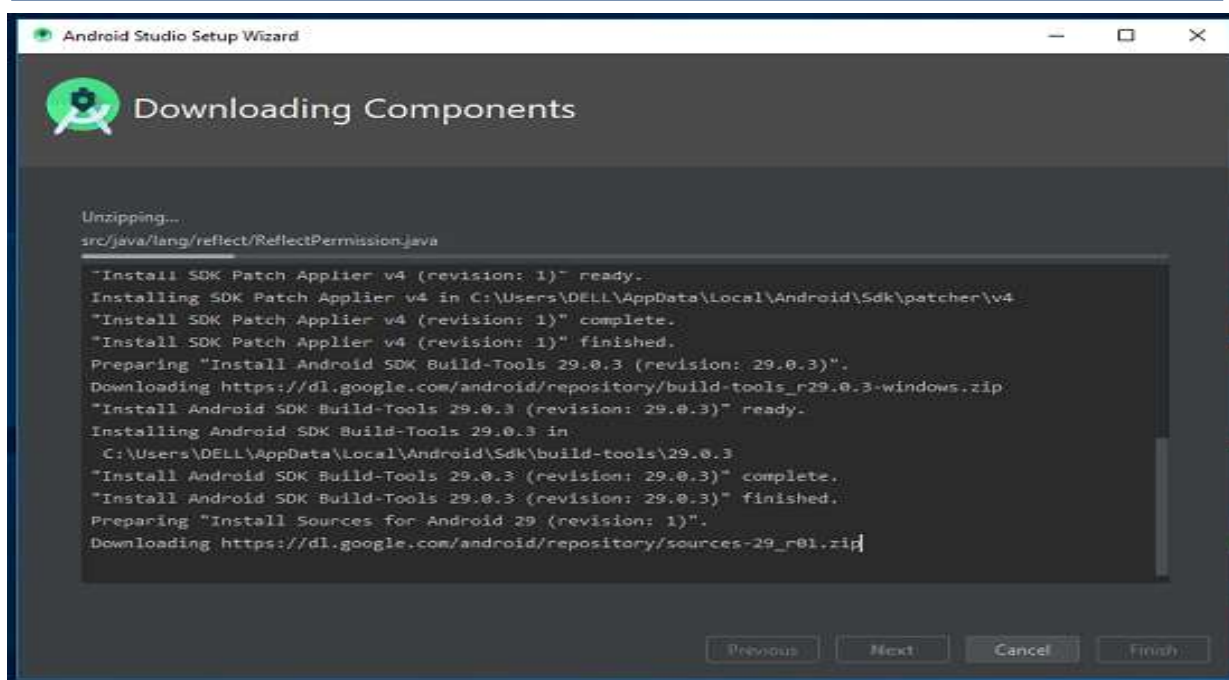 Android Studio Setup Wizard
Downloading Components
Unzipping...
src/java/lang/reflect/ReflectPermission.java
"Install SDK Patch Applier v4 (revision: 1)" ready.
Installing SDK Patch Applier v4 in C:\Users\DELL\AppData\Local\Android\Sdk\patcher\v4
"Install SDK Patch Applier v4 (revision: 1)" complete.
"Install SDK Patch Applier v4 (revision: 1)" finished.
Preparing "Install Android SDK Build-Tools 29.0.3 (revision: 29.0.3)".
Downloading https://dl.google.com/android/repository/build-tools_r29.0.3-windows.zip
"Install Android SDK Build-Tools 29.0.3 (revision: 29.0.3)" ready.
Installing Android SDK Build-Tools 29.0.3 in
C:\Users\DELL\AppData\Local\Android\Sdk\build-tools\29.0.3
"Install Android SDK Build-Tools 29.0.3 (revision: 29.0.3)" complete.
"Install Android SDK Build-Tools 29.0.3 (revision: 29.0.3)" finished.
Preparing "Install Sources for Android 29 (revision: 1)".
Downloading https://dl.google.com/android/repository/sources-29_r01.zip
Previous Next Cancel Finish